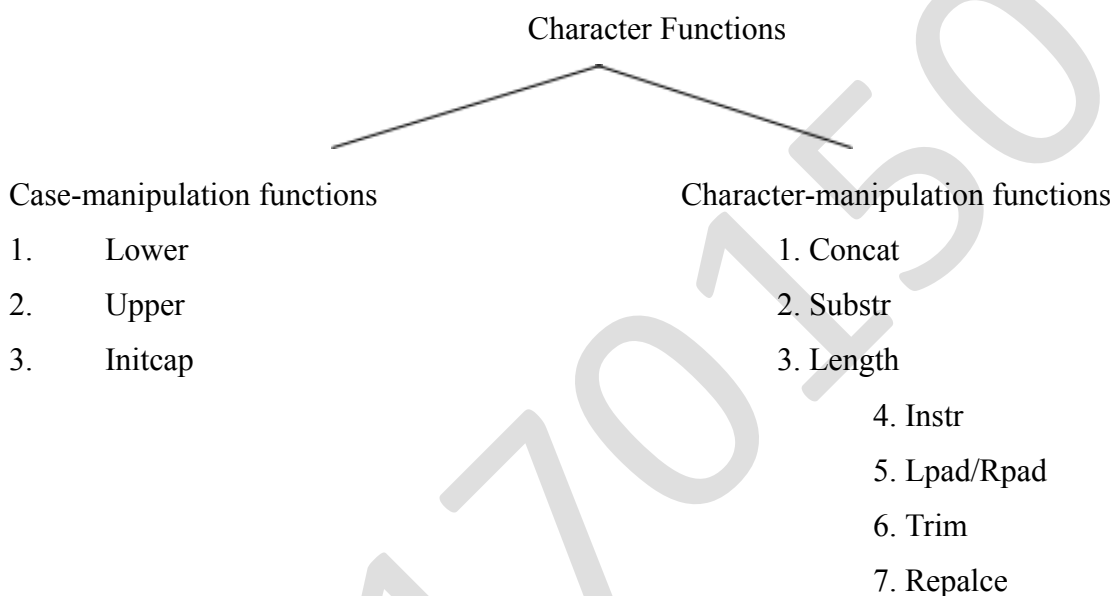 Character Functions
Case-manipulation functions
1. Lower
2. Upper
3. Initcap
Character-manipulation functions
1. Concat
2. Substr
3. Length
4. Instr
5. Lpad/Rpad
6. Trim
7. Repalce
170150